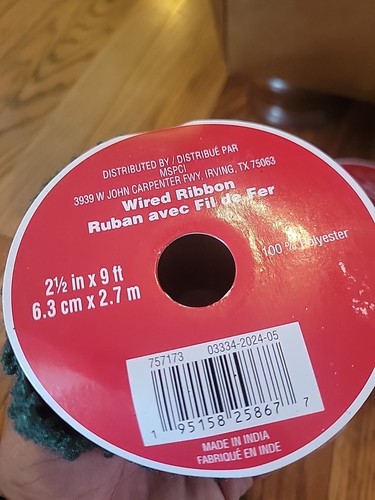 DISTRIBUTED BY / DISTRIBUÉ PAR
MSPCI
3939 W JOHN CARPENTER FWY, IRVING, TX 75063
Wired Ribbon
Ruban avec Fil de Fer
100 % Polyester
2½ in x 9 ft
6.3 cm x 2.7 m
757173 03334-2024-05
1 95158 25867 7
MADE IN INDIA
FABRIQUÉ EN INDE